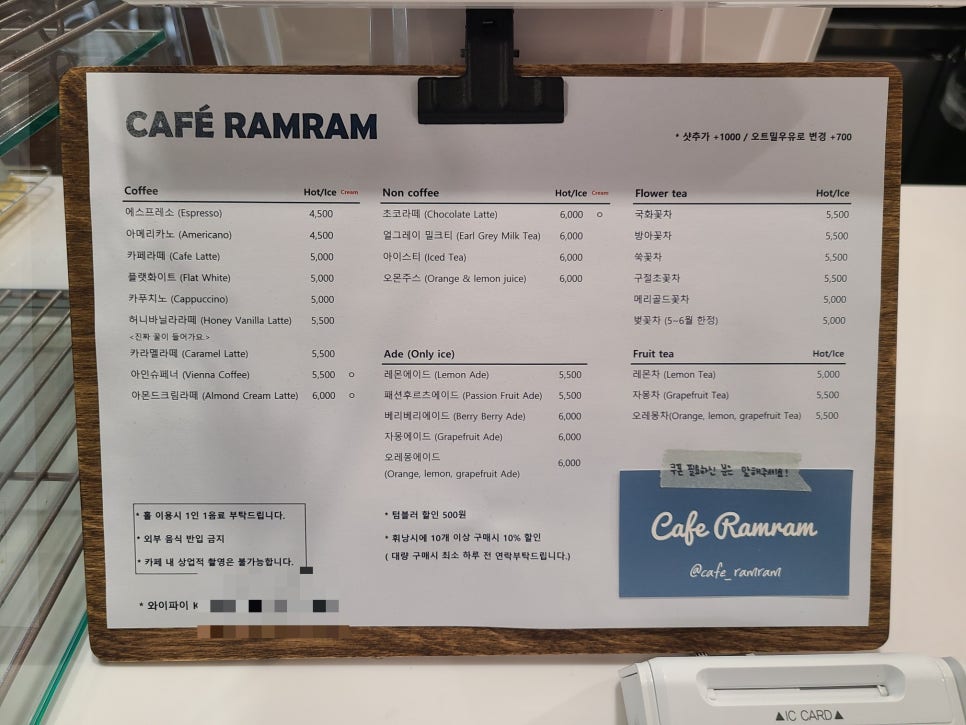 CAFÉ RAMRAM
* 샷추가 +1000 / 오트밀우유로 변경 +700
Coffee Hot/Ice Cream
에스프레소 (Espresso) 4,500
아메리카노 (Americano) 4,500
카페라떼 (Cafe Latte) 5,000
플랫화이트 (Flat White) 5,000
카푸치노 (Cappuccino) 5,000
허니바닐라라떼 (Honey Vanilla Latte) 5,500
<진짜 꿀이 들어가요.>
카라멜라떼 (Caramel Latte) 5,500
아인슈페너 (Vienna Coffee) 5,500 ○
아몬드크림라떼 (Almond Cream Latte) 6,000 ○
Non coffee Hot/Ice Cream
초코라떼 (Chocolate Latte) 6,000 ○
얼그레이 밀크티 (Earl Grey Milk Tea) 6,000
아이스티 (Iced Tea) 6,000
오몬주스 (Orange & lemon juice) 6,000
Ade (Only ice)
레몬에이드 (Lemon Ade) 5,500
패션후르츠에이드 (Passion Fruit Ade) 5,500
베리베리에이드 (Berry Berry Ade) 6,000
자몽에이드 (Grapefruit Ade) 6,000
오레몽에이드
(Orange, lemon, grapefruit Ade) 6,000
Flower tea Hot/Ice
국화꽃차 5,500
방아꽃차 5,500
쑥꽃차 5,500
구절초꽃차 5,500
메리골드꽃차 5,000
벚꽃차 (5~6월 한정) 5,000
Fruit tea Hot/Ice
레몬차 (Lemon Tea) 5,000
자몽차 (Grapefruit Tea) 5,500
오레몽차(Orange, lemon, grapefruit Tea) 5,500
* 홀 이용시 1인 1음료 부탁드립니다.
* 외부 음식 반입 금지
* 카페 내 상업적 촬영은 불가능합니다.
* 와이파이 K
* 텀블러 할인 500원
* 휘낭시에 10개 이상 구매시 10% 할인
( 대량 구매시 최소 하루 전 연락부탁드립니다.)
쿠폰 필요하신 분은 말해주세요!
Cafe Ramram
@cafe_ramram
▲IC CARD▲